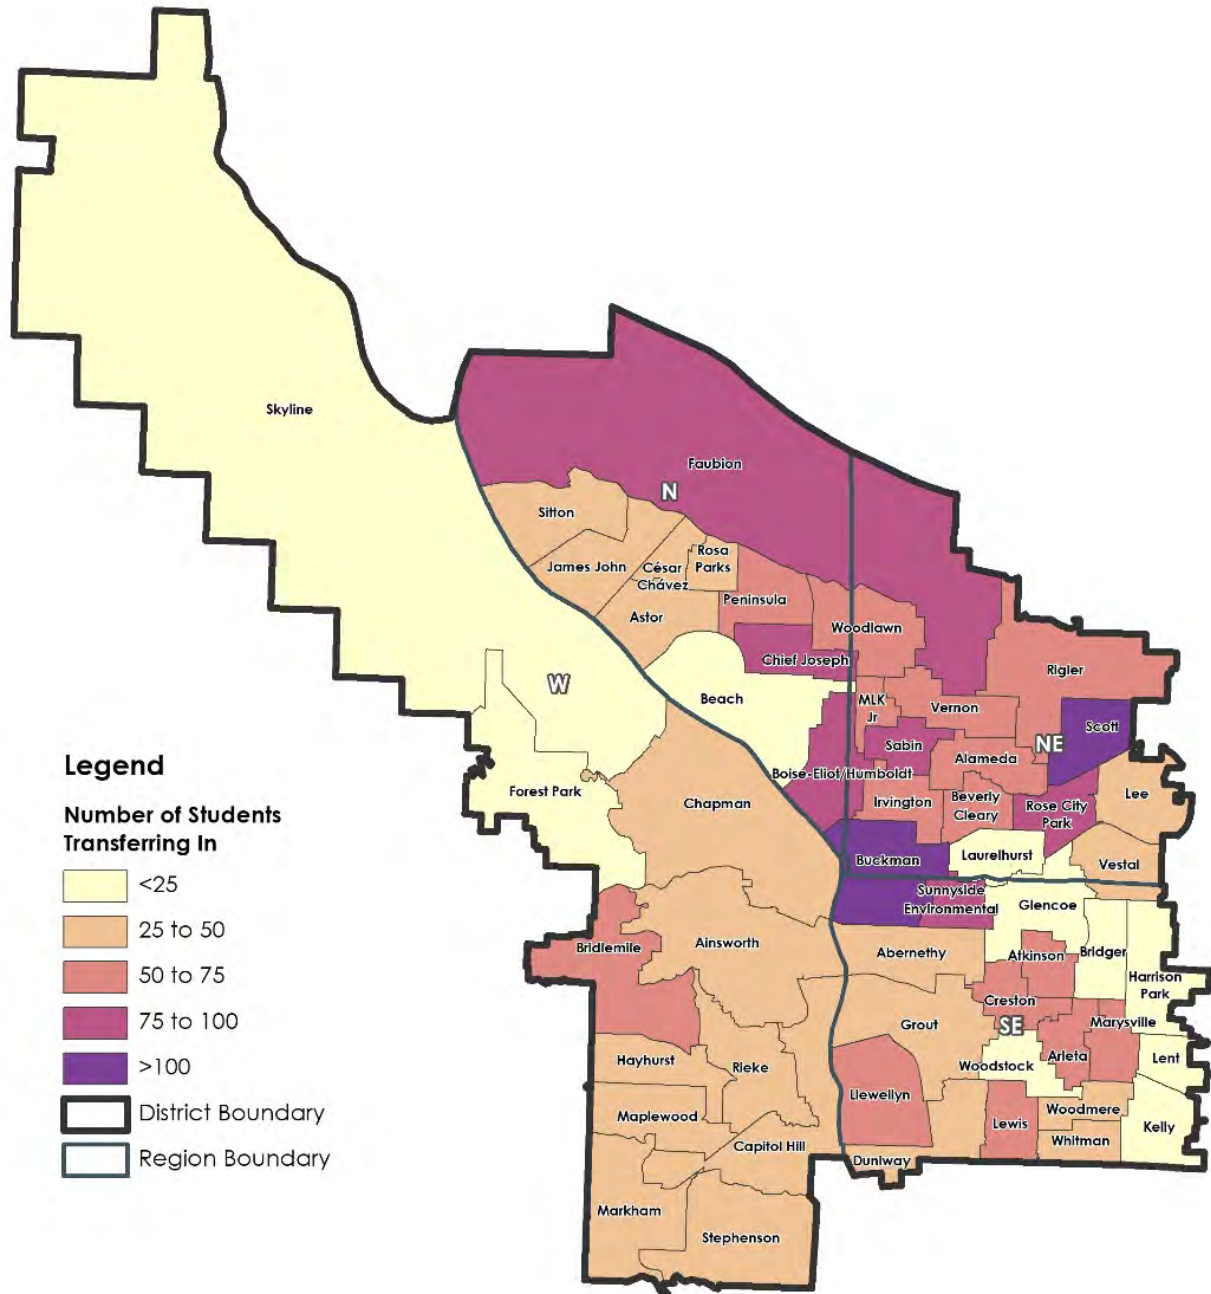 Skyline
Faubion
N
Sitton
Rosa
Parks
James John
César
Chávez
Peninsula
Astor
Woodlawn
Chief Joseph
Rigler
W
Beach
MLK
Jr
Vernon
Scott
Sabin
NE
Alameda
Boise-Eliot/Humboldt
Forest Park
Chapman
Irvington
Beverly
Cleary
Rose City
Park
Lee
Buckman
Laurelhurst
Vestal
Sunnyside
Environmental
Glencoe
Bridlemile
Ainsworth
Abernethy
Atkinson
Bridger
Harrison
Park
Creston
Grout
SE
Marysville
Hayhurst
Rieke
Woodstock
Arleta
Lent
Llewellyn
Maplewood
Lewis
Woodmere
Kelly
Capitol Hill
Whitman
Duniway
Markham
Stephenson
Legend
Number of Students
Transferring In
<25
25 to 50
50 to 75
75 to 100
>100
District Boundary
Region Boundary